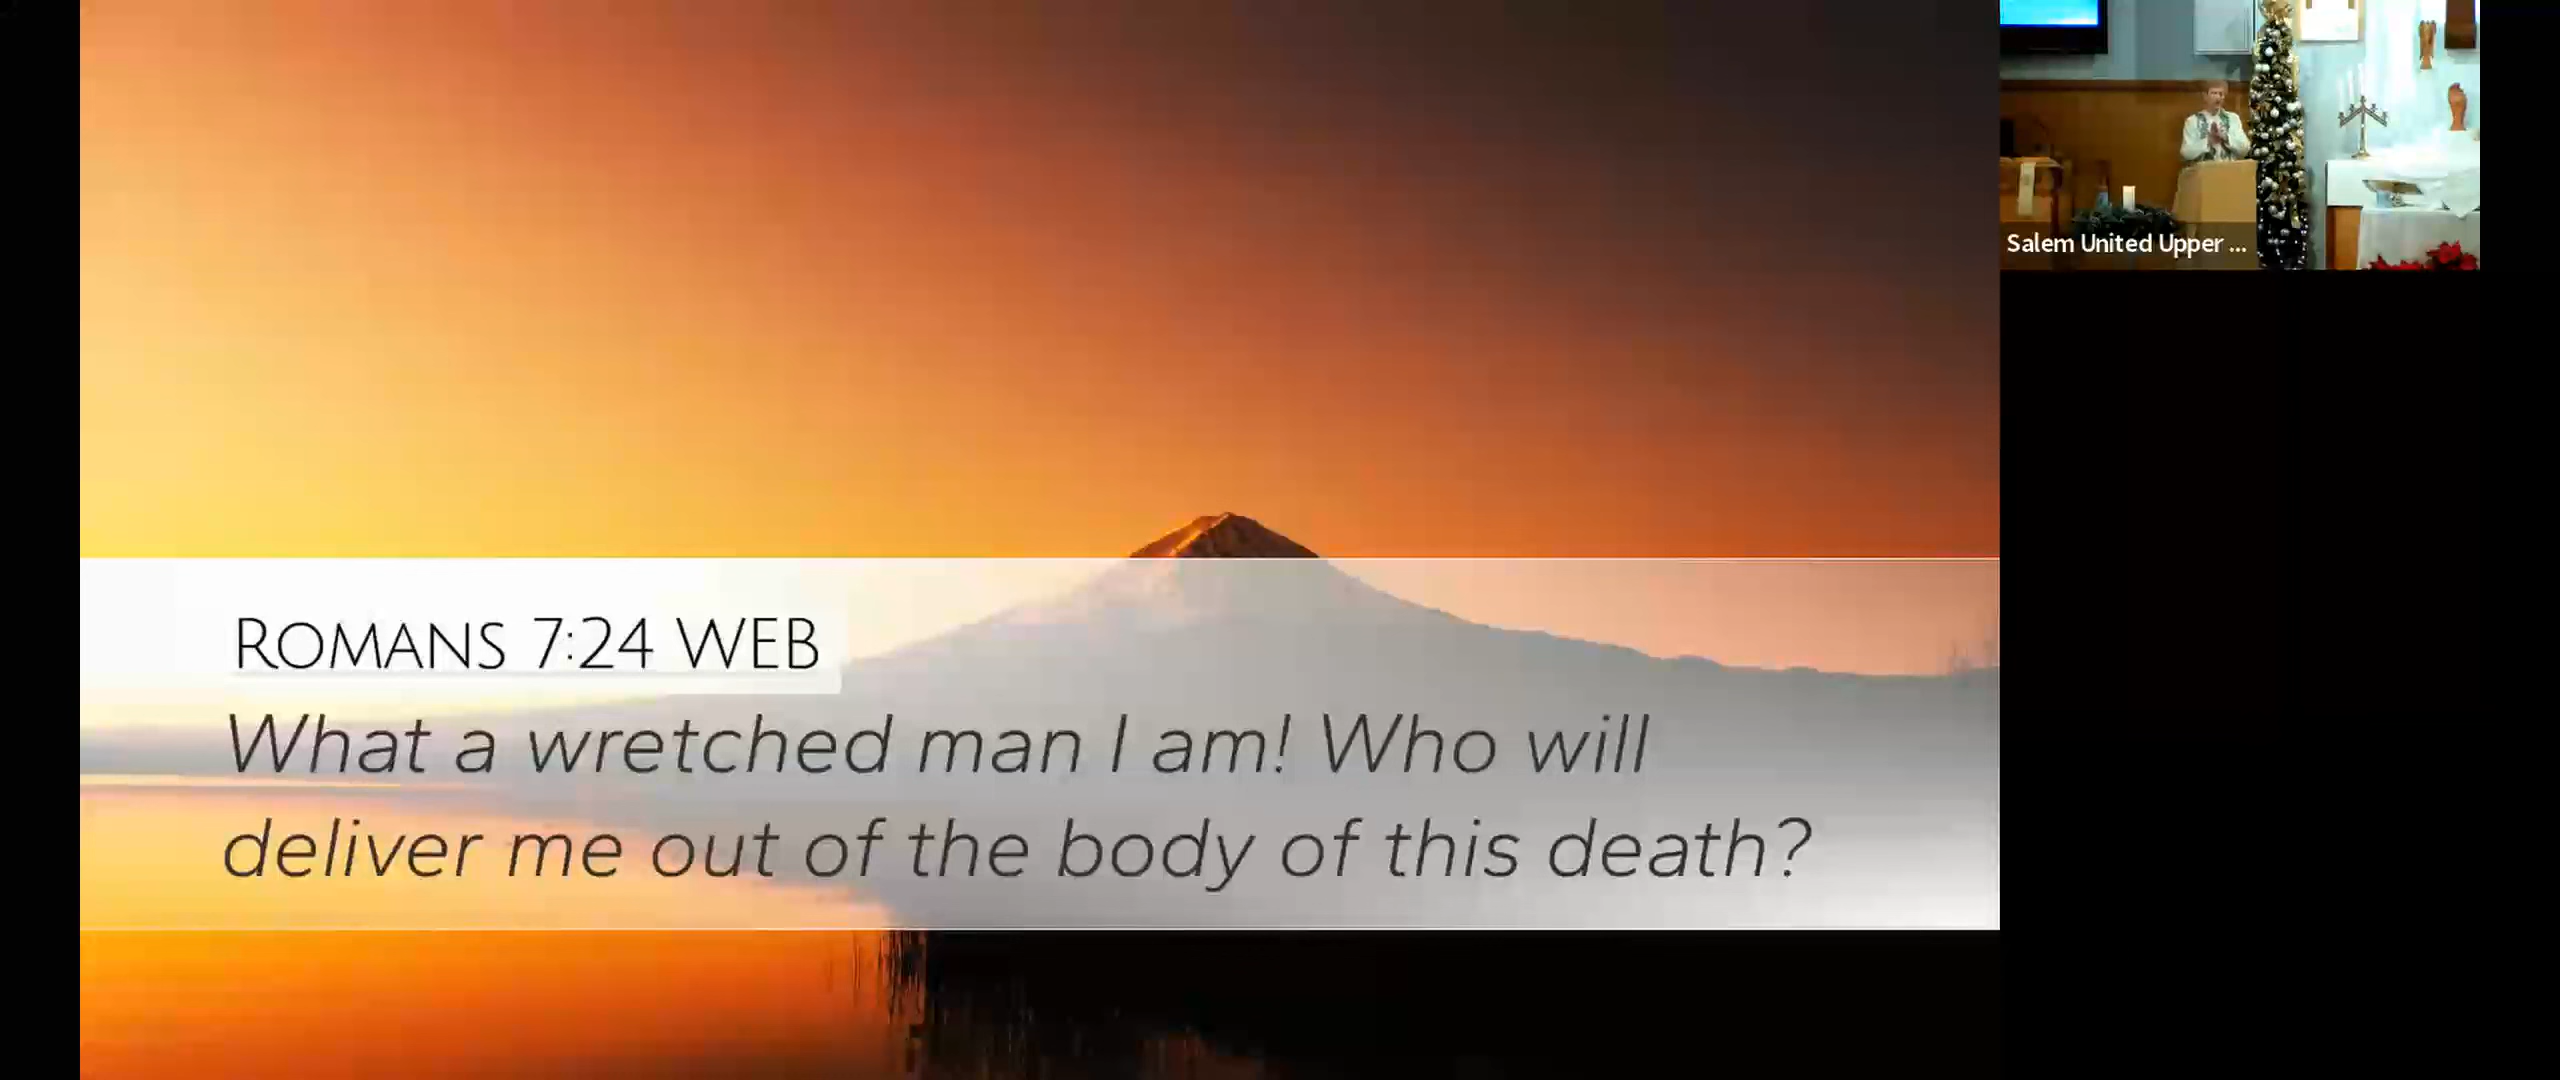 ROMANS 7:24 WEB
What a wretched man I am! Who will
deliver me out of the body of this death?
Salem United Upper ...